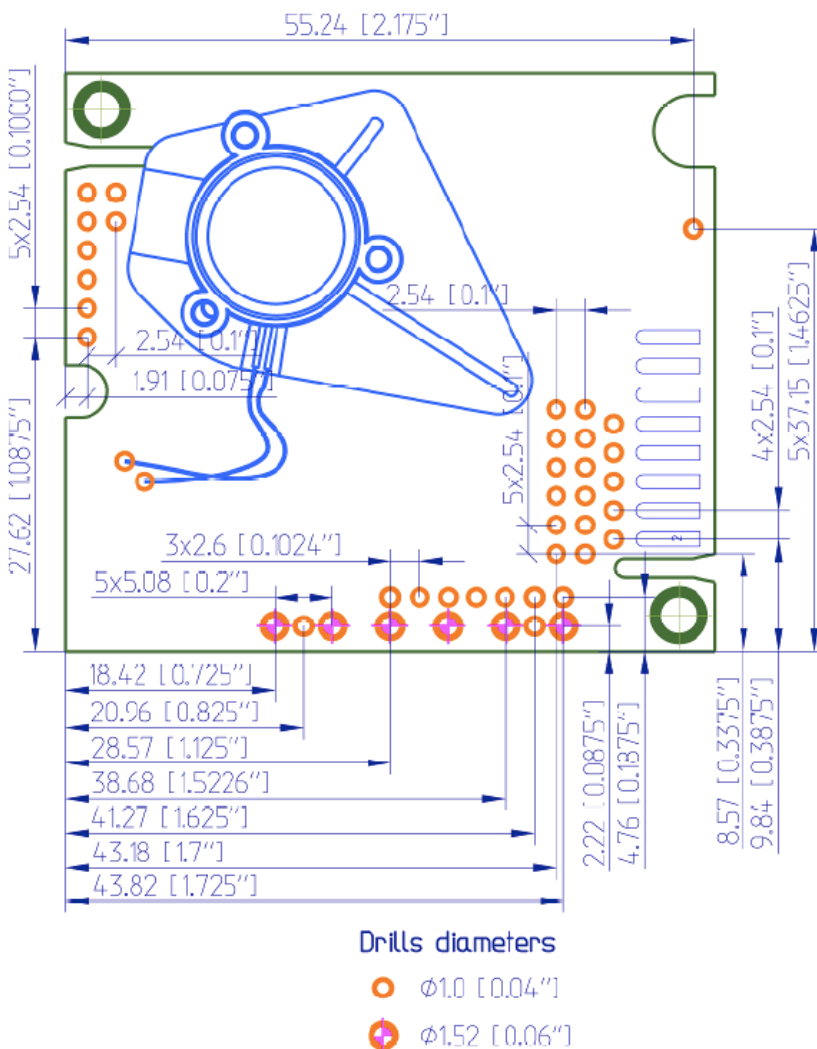 55.24 [2.175"]
5x2.54 [0.1000"]
2.54 [0.1"]
2.54 [0.1"]
1.91 [0.075"]
5x2.54 [0.1"]
4x2.54 [0.1"]
5x37.15 [1.4625"]
27.62 [1.0875"]
2
3x2.6 [0.1024"]
5x5.08 [0.2"]
18.42 [0.725"]
20.96 [0.825"]
28.57 [1.125"]
38.68 [1.5226"]
41.27 [1.625"]
43.18 [1.7"]
43.82 [1.725"]
2.22 [0.0875"]
4.76 [0.1875"]
8.57 [0.3375"]
9.84 [0.3875"]
Drills diameters
Ø1.0 [0.04"]
Ø1.52 [0.06"]